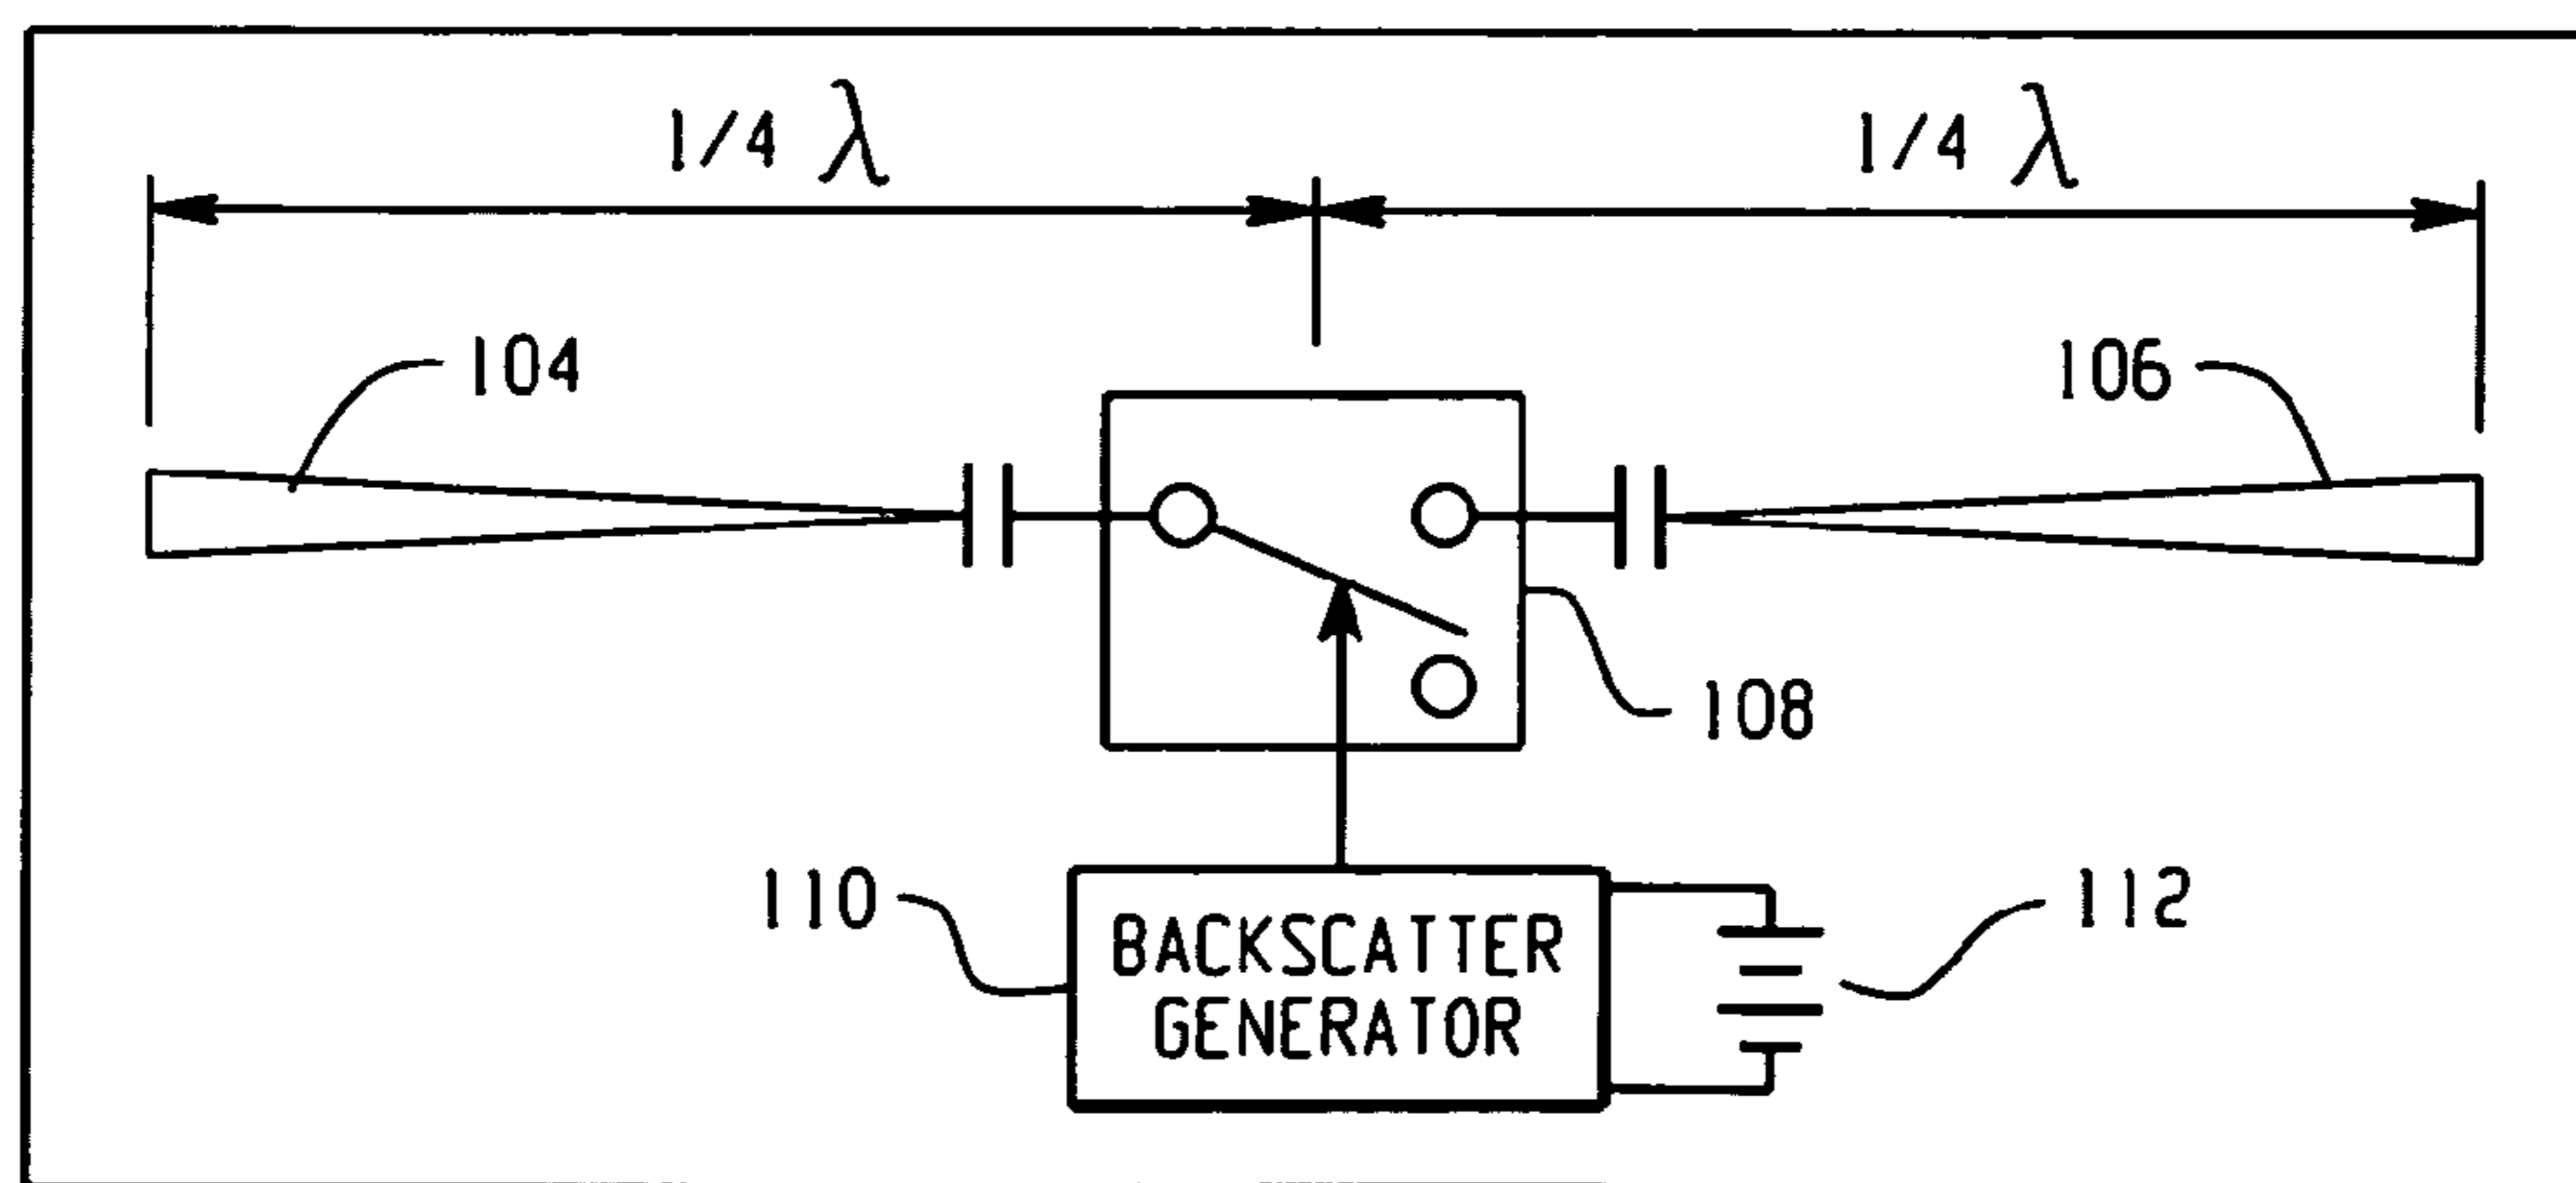 1/4 λ
1/4 λ
104
106
108
110
BACKSCATTER
GENERATOR
112